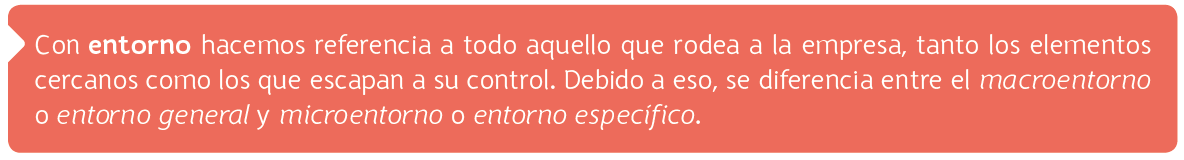 Con entorno hacemos referencia a todo aquello que rodea a la empresa, tanto los elementos
cercanos como los que escapan a su control. Debido a eso, se diferencia entre el macroentorno
o entorno general y microentorno o entorno específico.